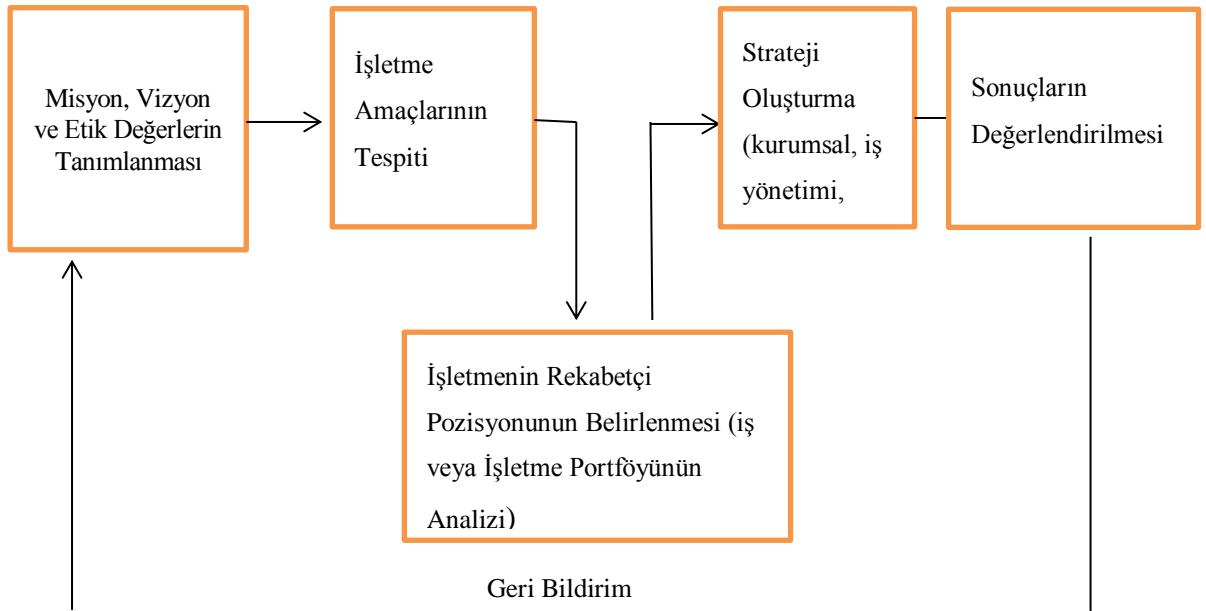 Misyon, Vizyon
ve Etik Değerlerin
Tanımlanması
İşletme
Amaçlarının
Tespiti
Strateji
Oluşturma
(kurumsal, iş
yönetimi,
Sonuçların
Değerlendirilmesi
İşletmenin Rekabetçi
Pozisyonunun Belirlenmesi (iş
veya İşletme Portföyünün
Analizi)
Geri Bildirim